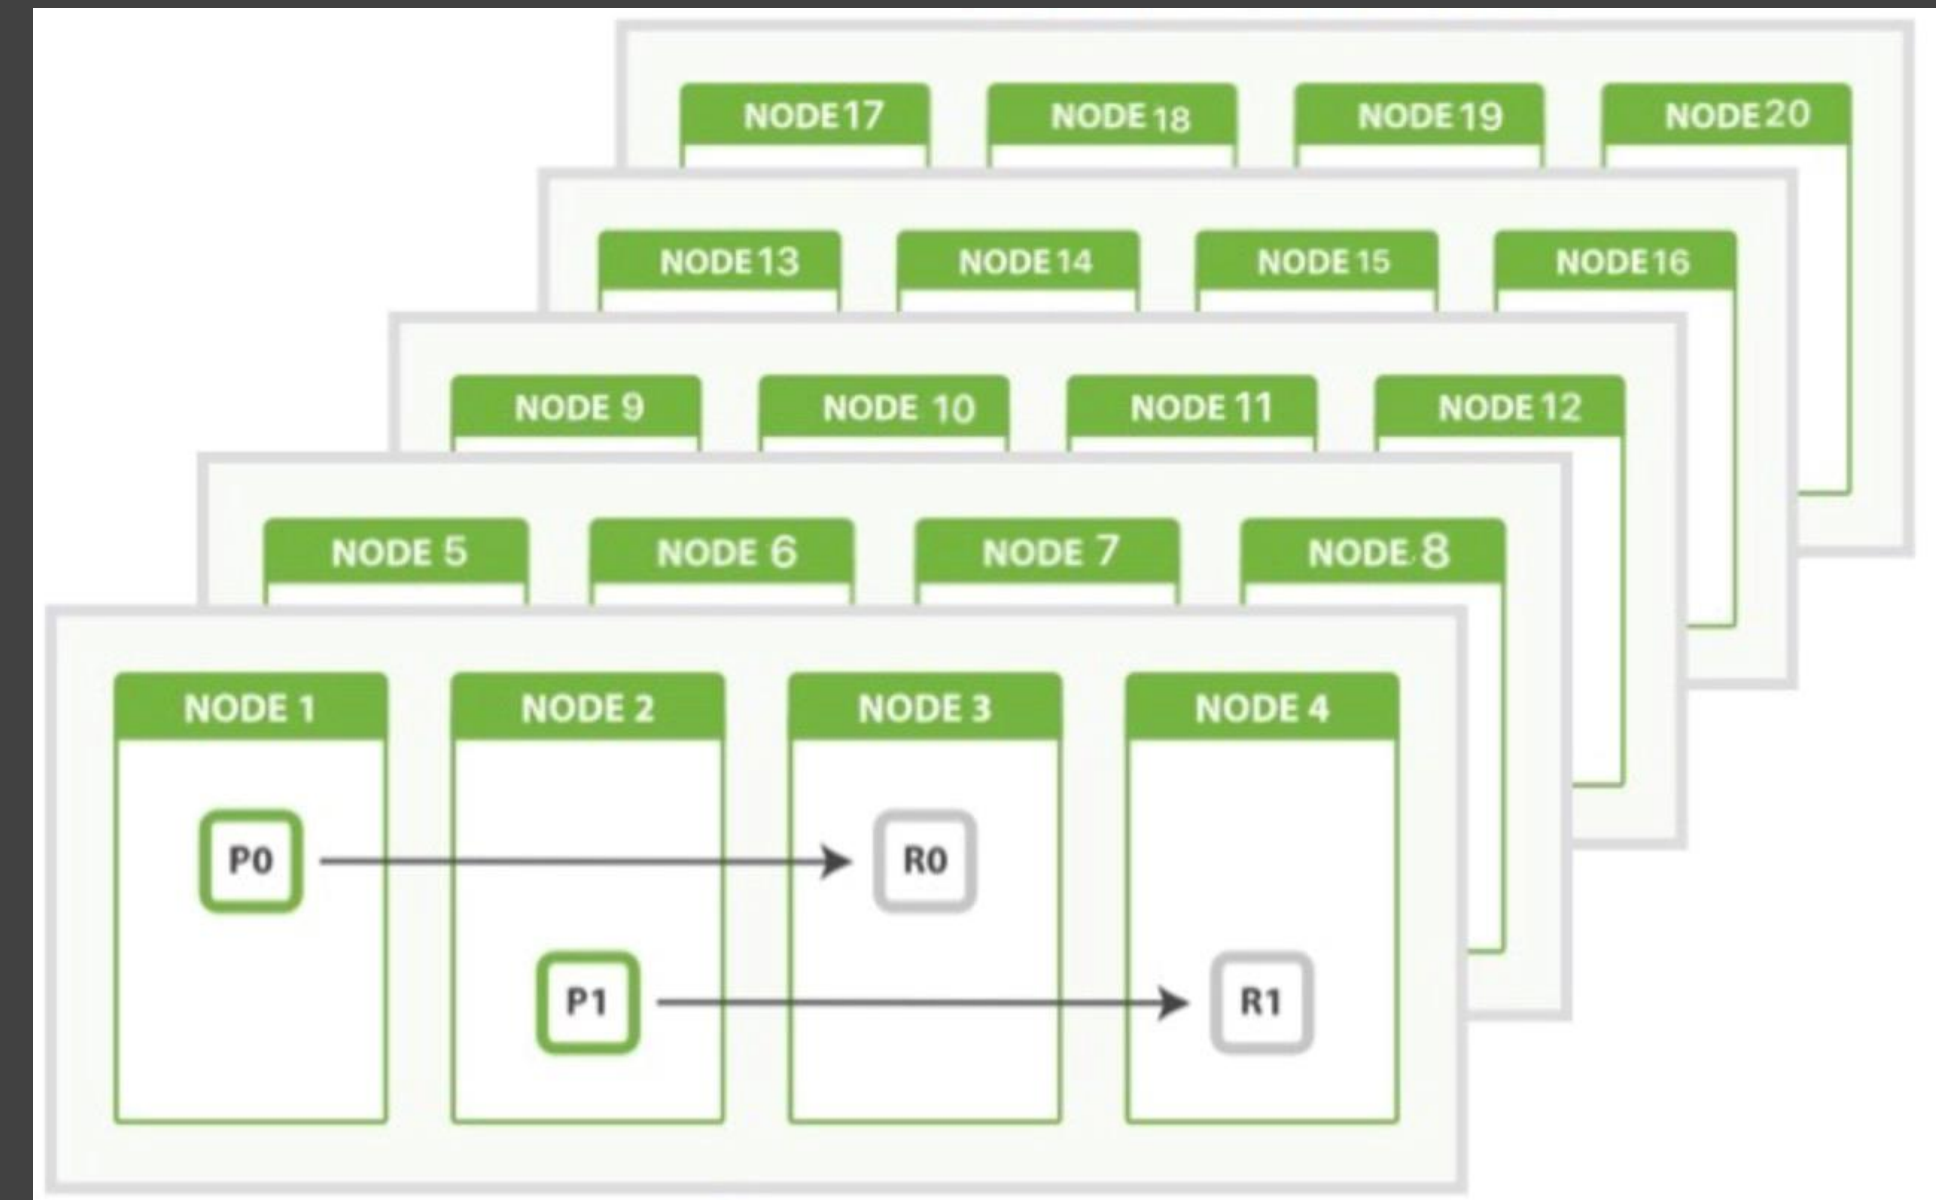 NODE 17 NODE 18 NODE 19 NODE 20
NODE 13 NODE 14 NODE 15 NODE 16
NODE 9 NODE 10 NODE 11 NODE 12
NODE 5 NODE 6 NODE 7 NODE 8
NODE 1 NODE 2 NODE 3 NODE 4
P0 R0
P1 R1